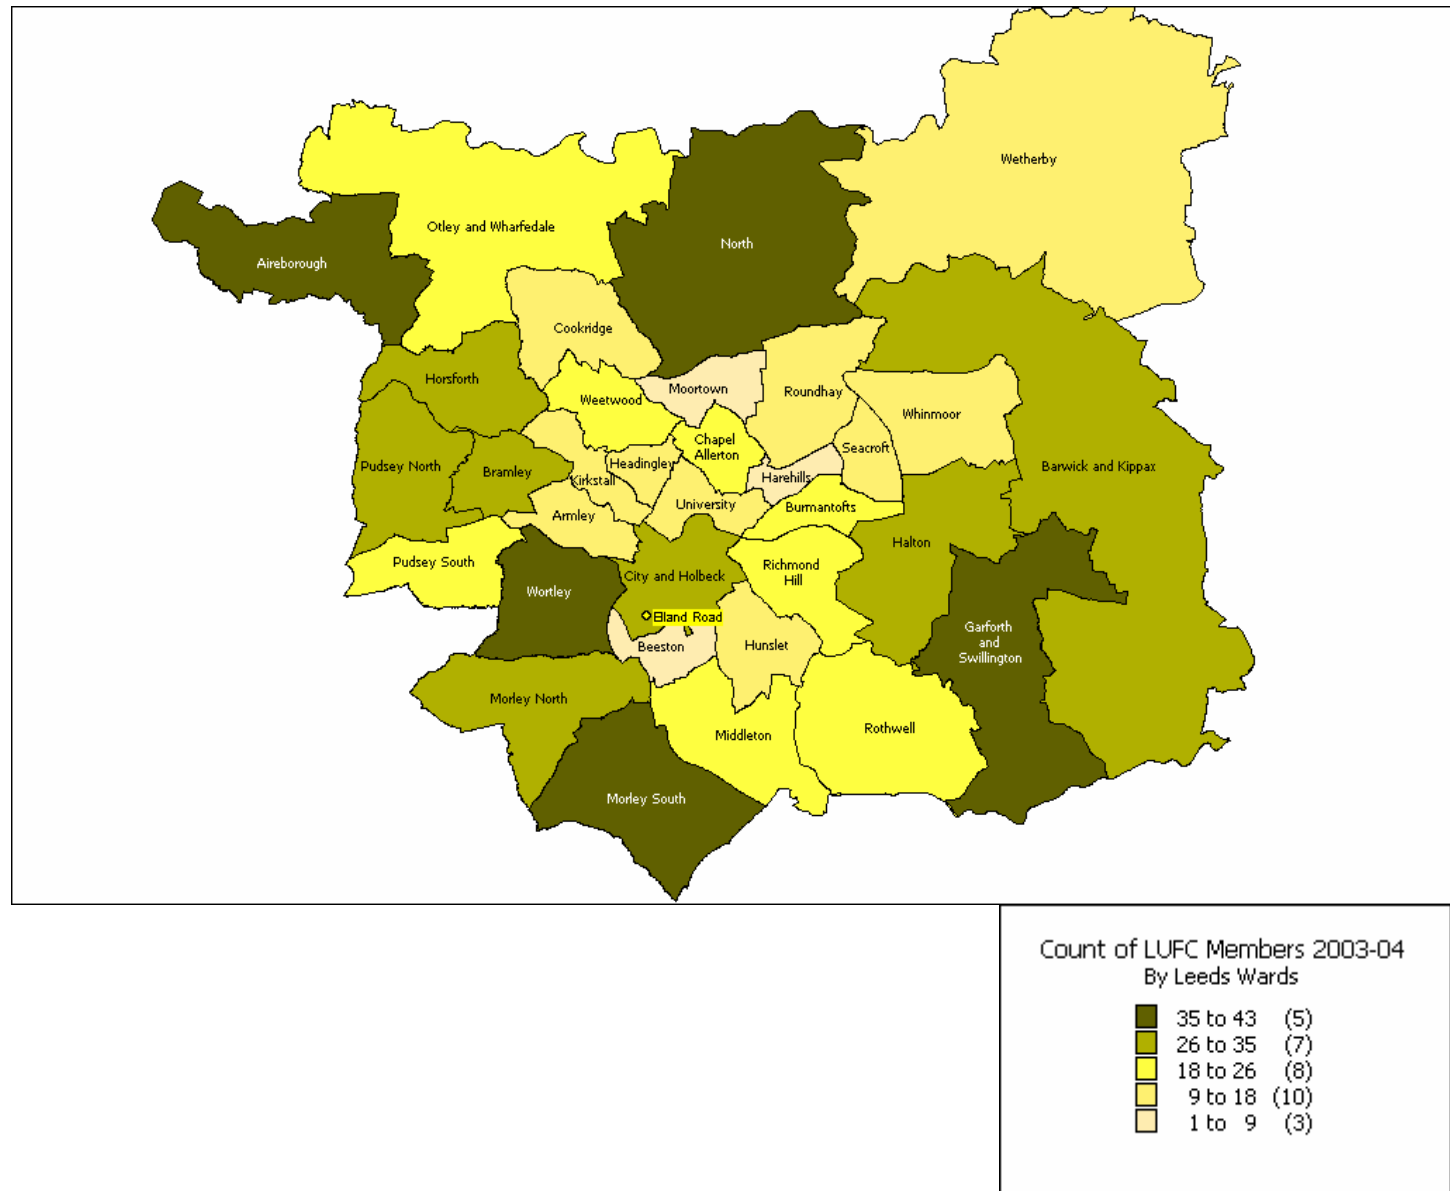 Wetherby
Otley and Wharfedale
North
Aireborough
Cookridge
Horsforth
Moortown
Roundhay
Weetwood
Whinmoor
Chapel
Allerton
Seacroft
Pudsey North
Bramley
Headingley
Barwick and Kippax
Kirkstall
Harehills
University
Burmantofts
Armley
Halton
Pudsey South
City and Holbeck
Richmond
Hill
Wortley
Elland Road
Garforth
and
Swillington
Beeston
Hunslet
Morley North
Middleton
Rothwell
Morley South
Count of LUFC Members 2003-04
By Leeds Wards
35 to 43 (5)
26 to 35 (7)
18 to 26 (8)
9 to 18 (10)
1 to 9 (3)